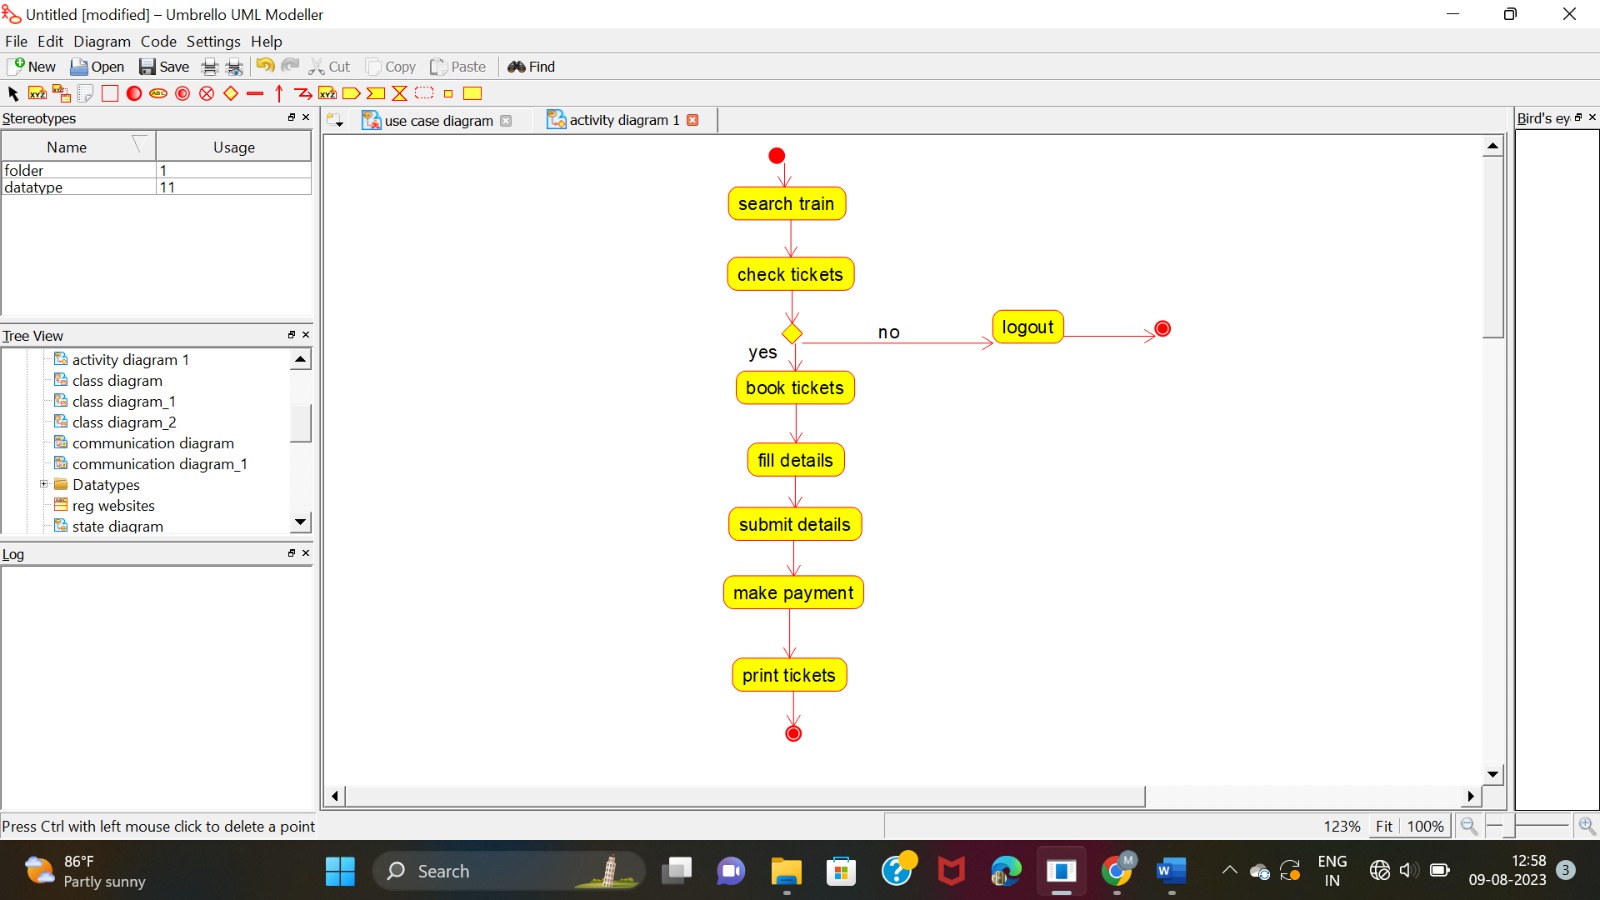 Untitled [modified] – Umbrello UML Modeller
File Edit Diagram Code Settings Help
New Open Save Cut Copy Paste Find
Stereotypes
Name Usage
folder 1
datatype 11
Tree View
activity diagram 1
class diagram
class diagram_1
class diagram_2
communication diagram
communication diagram_1
Datatypes
reg websites
state diagram
Log
Press Ctrl with left mouse click to delete a point
use case diagram activity diagram 1
search train
check tickets
no
logout
yes
book tickets
fill details
submit details
make payment
print tickets
Bird's ey
123% Fit 100%
86°F
Partly sunny
Search
ENG
IN
12:58
09-08-2023
3